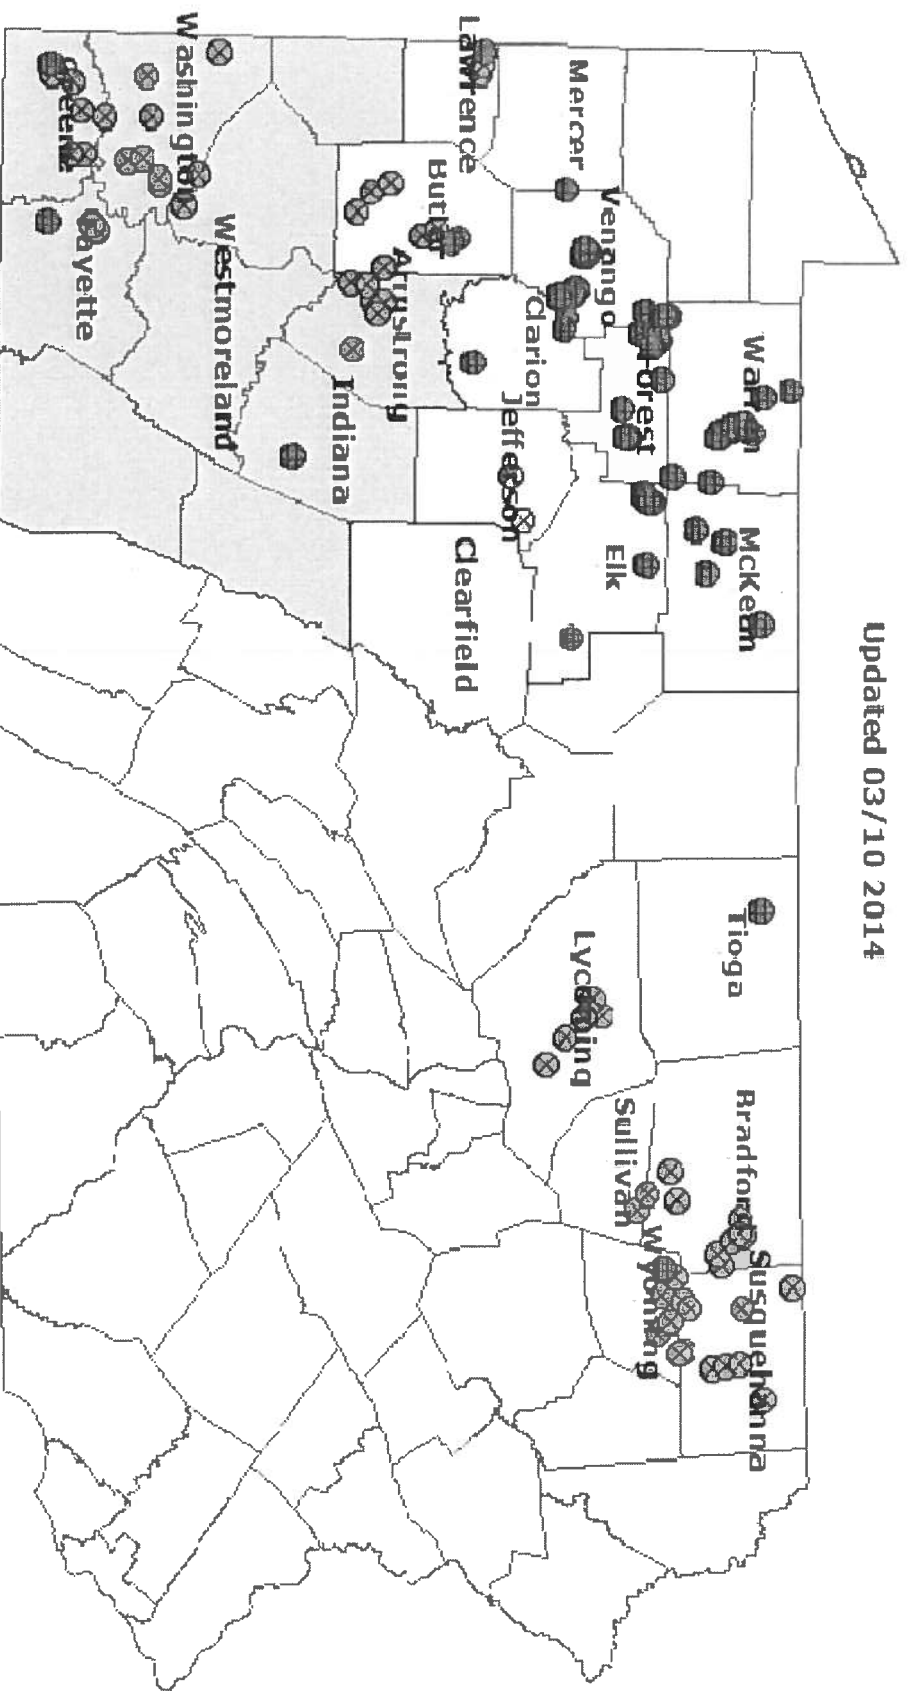 Updated 03/10 2014
Warren
McKean
Tioga
Bradford
Susquehanna
Mercer
Venango
Forest
Elk
Lycoming
Sullivan
Wyoming
Lawrence
Butler
Clarion
Jefferson
Clearfield
Armstrong
Indiana
Washington
Westmoreland
Greene
Fayette